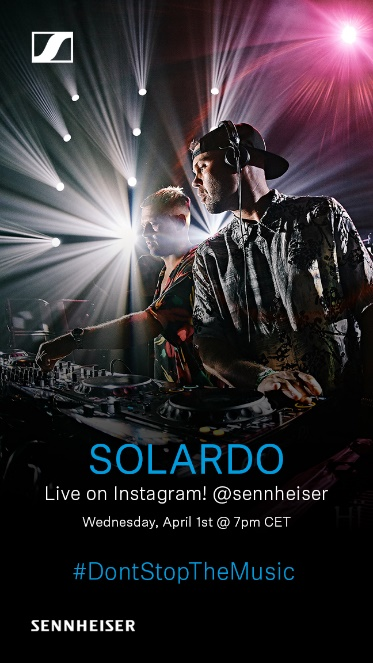 SOLARDO
Live on Instagram! @sennheiser
Wednesday, April 1st @ 7pm CET
#DontStopTheMusic
SENNHEISER